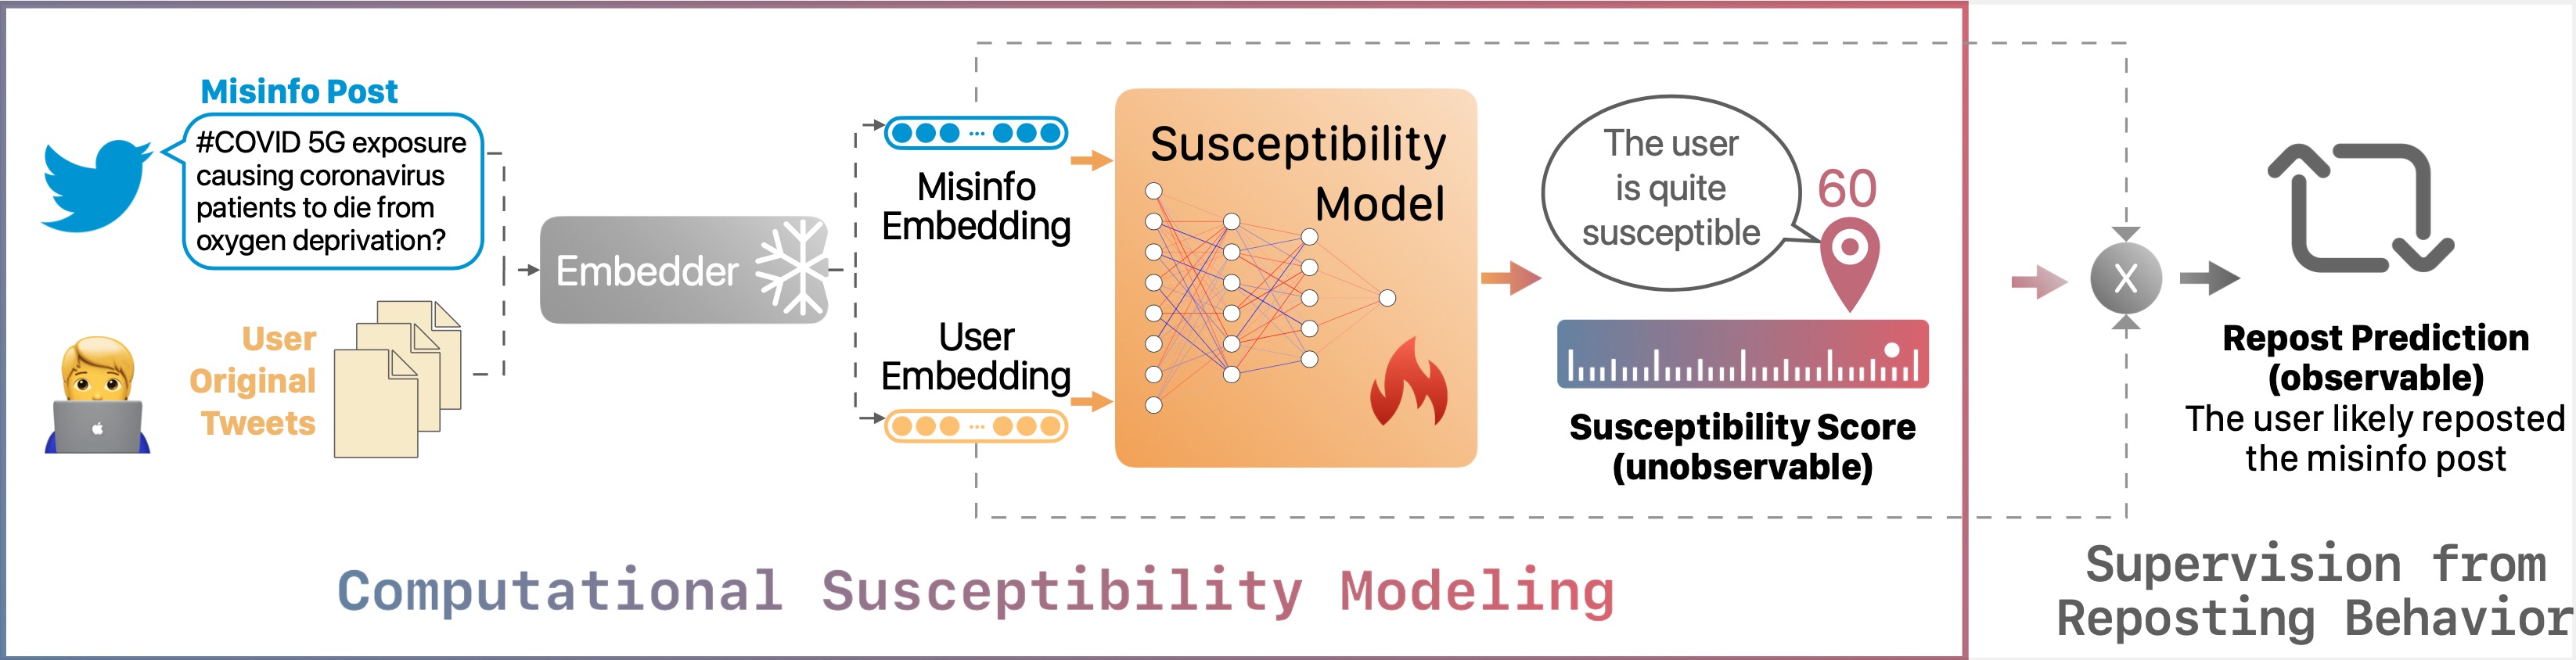 Misinfo Post
#COVID 5G exposure
causing coronavirus
patients to die from
oxygen deprivation?
User
Original
Tweets
Embedder
Misinfo
Embedding
User
Embedding
Susceptibility
Model
The user
is quite
susceptible
60
Susceptibility Score
(unobservable)
X
Repost Prediction
(observable)
The user likely reposted
the misinfo post
Computational Susceptibility Modeling
Supervision from
Reposting Behavior